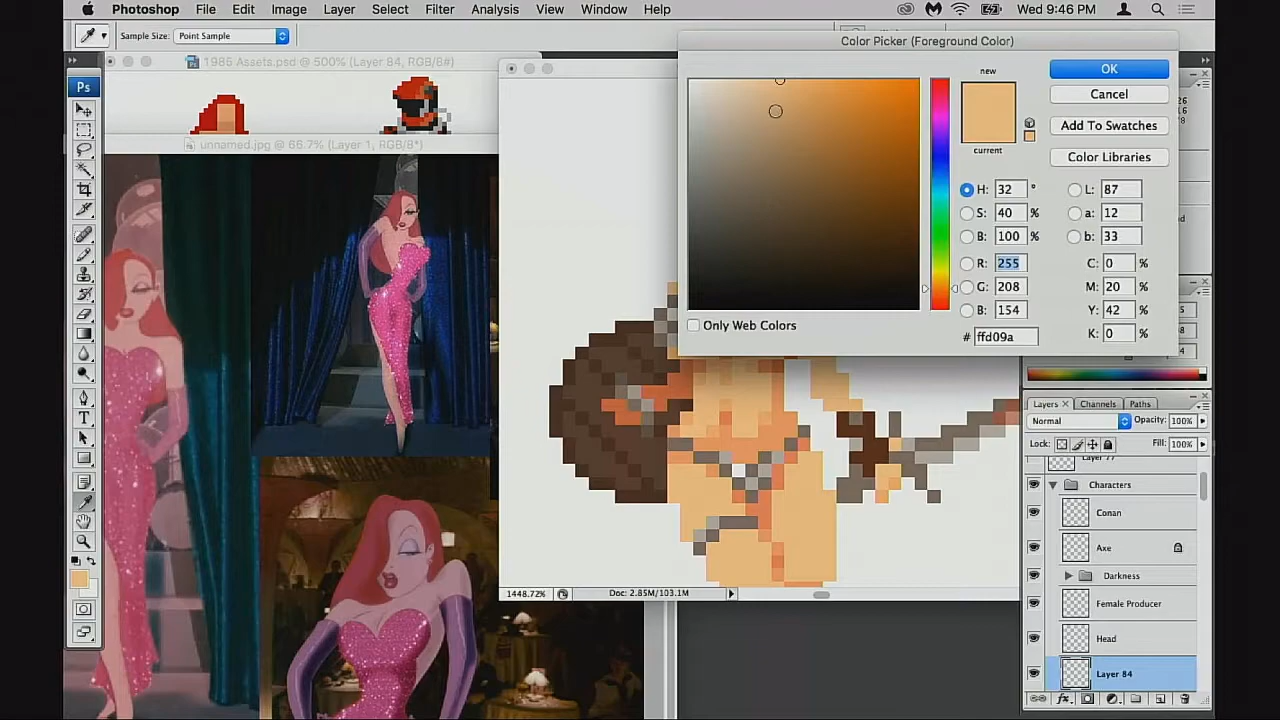 Photoshop File Edit Image Layer Select Filter Analysis View Window Help Wed 9:46 PM
Sample Size: Point Sample
1985 Assets.psd @ 500% (Layer 84, RGB/8#)
unnamed.jpg @ 66.7% (Layer 1, RGB/8*)
Ps
Color Picker (Foreground Color)
new
current
OK
Cancel
Add To Swatches
Color Libraries
H: 32 °
S: 40 %
B: 100 %
R: 255
G: 208
B: 154
# ffd09a
L: 87
a: 12
b: 33
C: 0 %
M: 20 %
Y: 42 %
K: 0 %
Only Web Colors
1448.72% Doc: 2.85M/103.1M
Layers Channels Paths
Normal Opacity: 100%
Lock: Fill: 100%
Layer 77
Characters
Conan
Axe
Darkness
Female Producer
Head
Layer 84